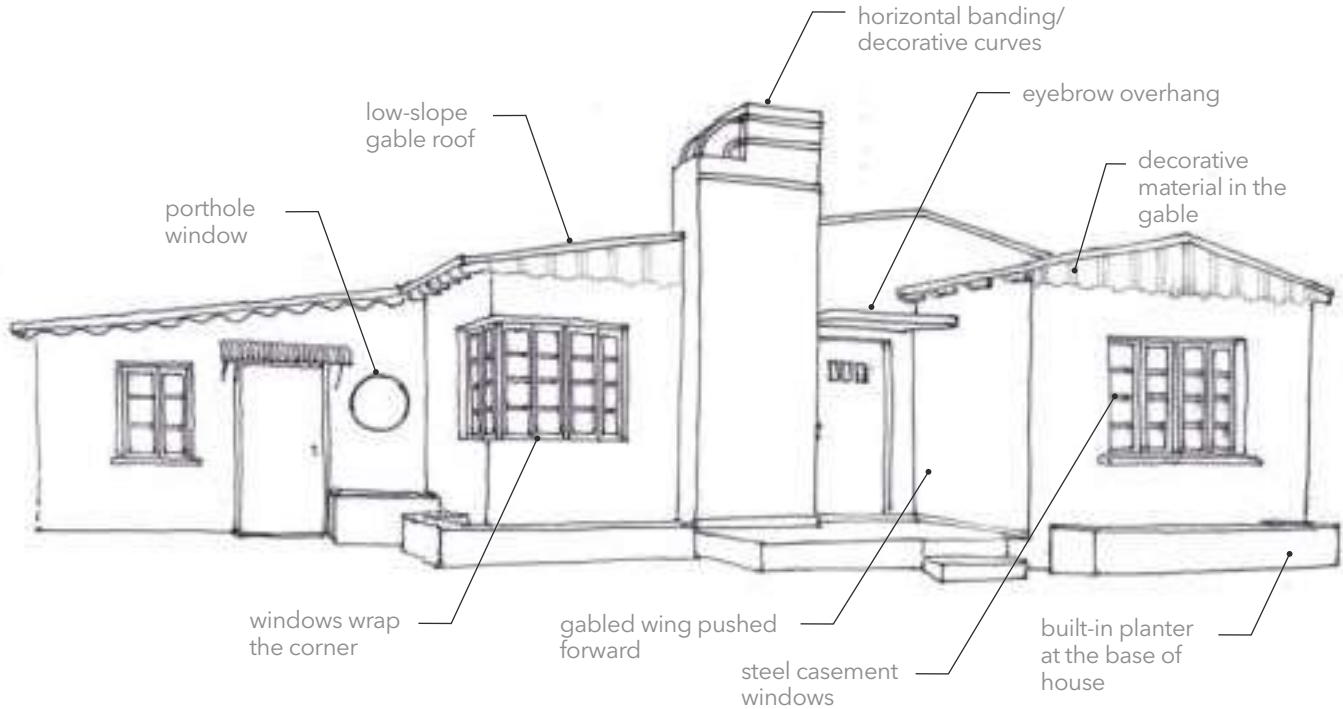 horizontal banding/
decorative curves
eyebrow overhang
low-slope
gable roof
decorative
material in the
gable
porthole
window
windows wrap
the corner
gabled wing pushed
forward
steel casement
windows
built-in planter
at the base of
house